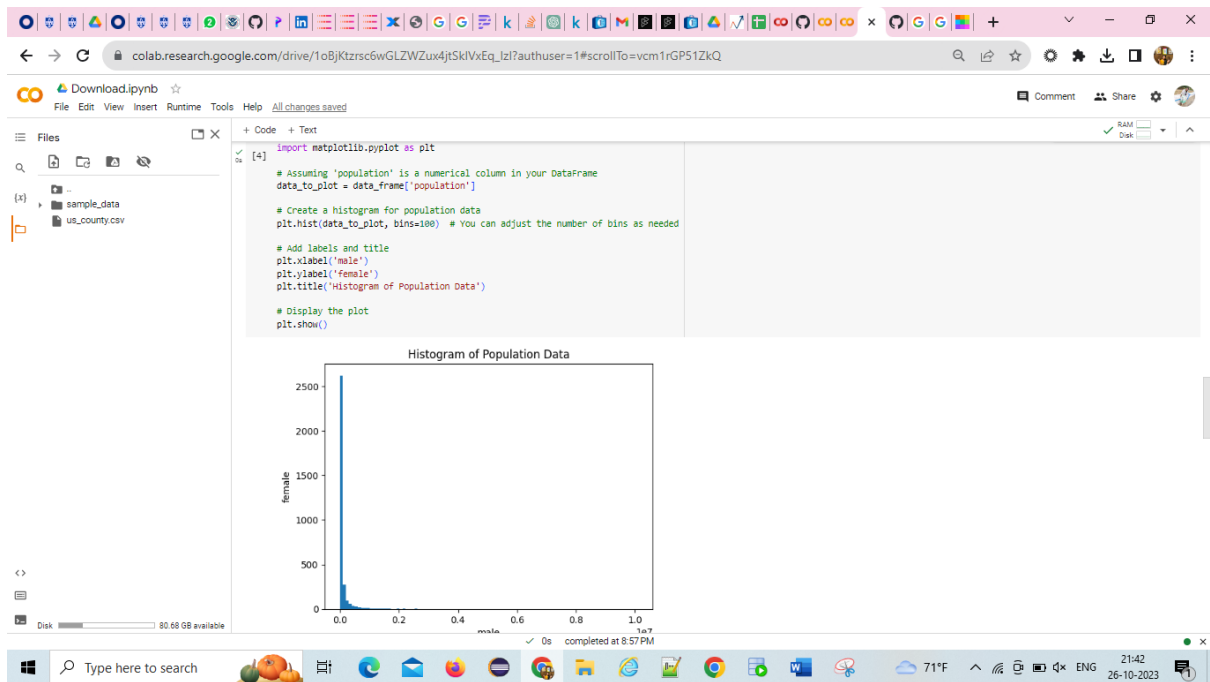 colab.research.google.com/drive/1oBjKtzrsc6wGLZWZux4jtSklVxEq_lzl?authuser=1#scrollTo=vcm1rGP51ZkQ
Download.ipynb
Comment
Share
File Edit View Insert Runtime Tools Help All changes saved
Files
+ Code + Text
RAM
Disk
0s
[4]
import matplotlib.pyplot as plt
# Assuming 'population' is a numerical column in your DataFrame
data_to_plot = data_frame['population']
# Create a histogram for population data
plt.hist(data_to_plot, bins=100) # You can adjust the number of bins as needed
# Add labels and title
plt.xlabel('male')
plt.ylabel('female')
plt.title('Histogram of Population Data')
# Display the plot
plt.show()
..
sample_data
us_county.csv
{x}
Histogram of Population Data
2500
2000
1500
1000
500
0
female
0.0 0.2 0.4 0.6 0.8 1.0
male
1e7
Disk
80.68 GB available
0s completed at 8:57 PM
Type here to search
71°F
ENG
21:42
26-10-2023
1